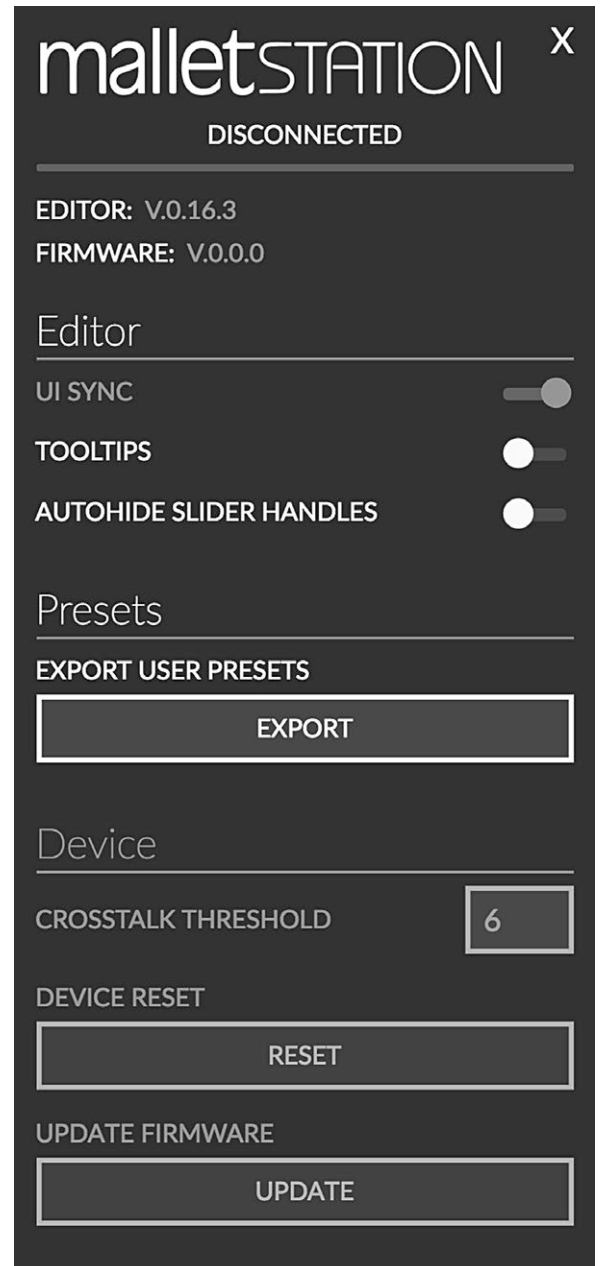 malletSTATION X
DISCONNECTED
EDITOR: V.0.16.3
FIRMWARE: V.0.0.0
Editor
UI SYNC
TOOLTIPS
AUTOHIDE SLIDER HANDLES
Presets
EXPORT USER PRESETS
EXPORT
Device
CROSSTALK THRESHOLD 6
DEVICE RESET
RESET
UPDATE FIRMWARE
UPDATE